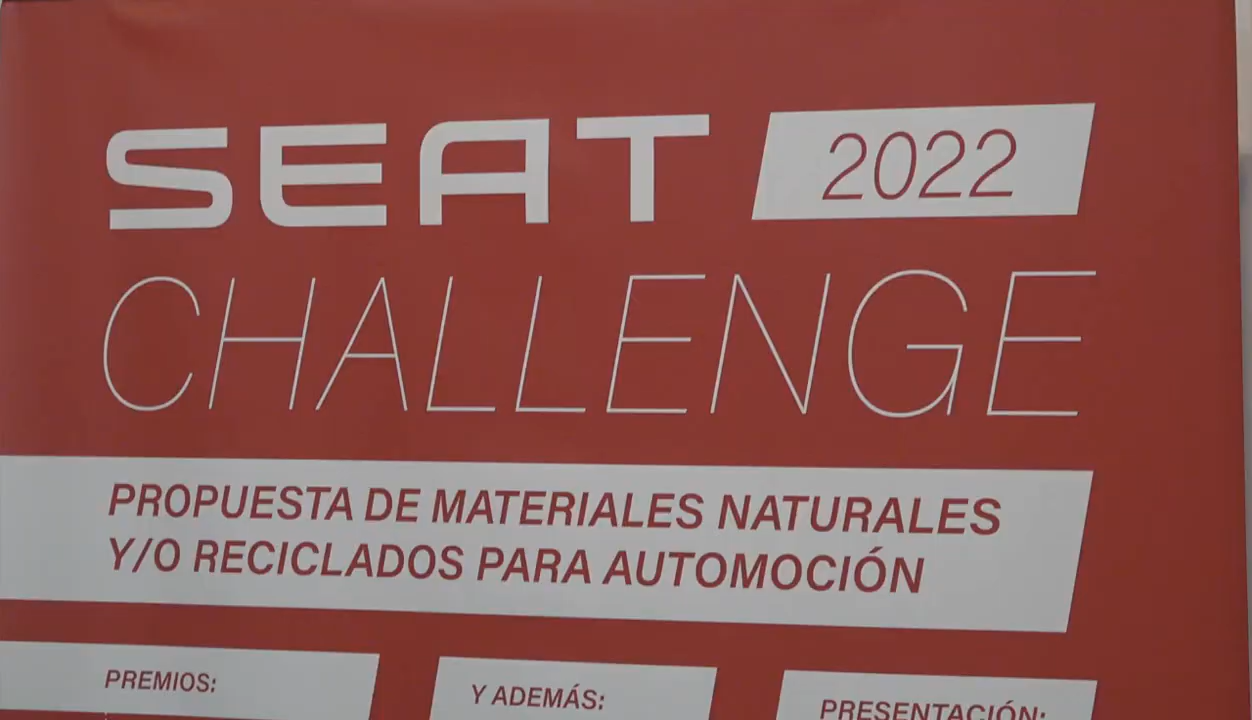 SEAT 2022
CHALLENGE
PROPUESTA DE MATERIALES NATURALES
Y/O RECICLADOS PARA AUTOMOCIÓN
PREMIOS: Y ADEMÁS: PRESENTACIÓN: